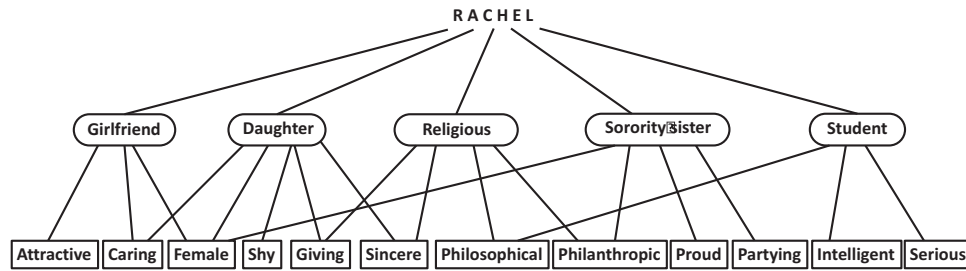 RACHEL
Girlfriend Daughter Religious Sorority Sister Student
Attractive Caring Female Shy Giving Sincere Philosophical Philanthropic Proud Partying Intelligent Serious